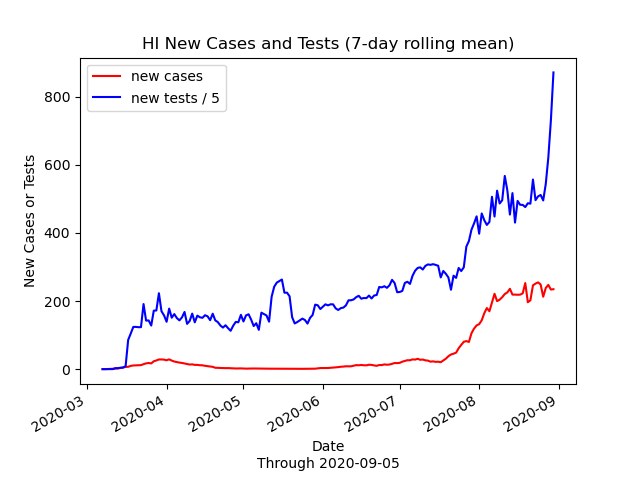 HI New Cases and Tests (7-day rolling mean)
new cases
new tests / 5
New Cases or Tests
800
600
400
200
0
2020-03
2020-04
2020-05
2020-06
2020-07
2020-08
2020-09
Date
Through 2020-09-05